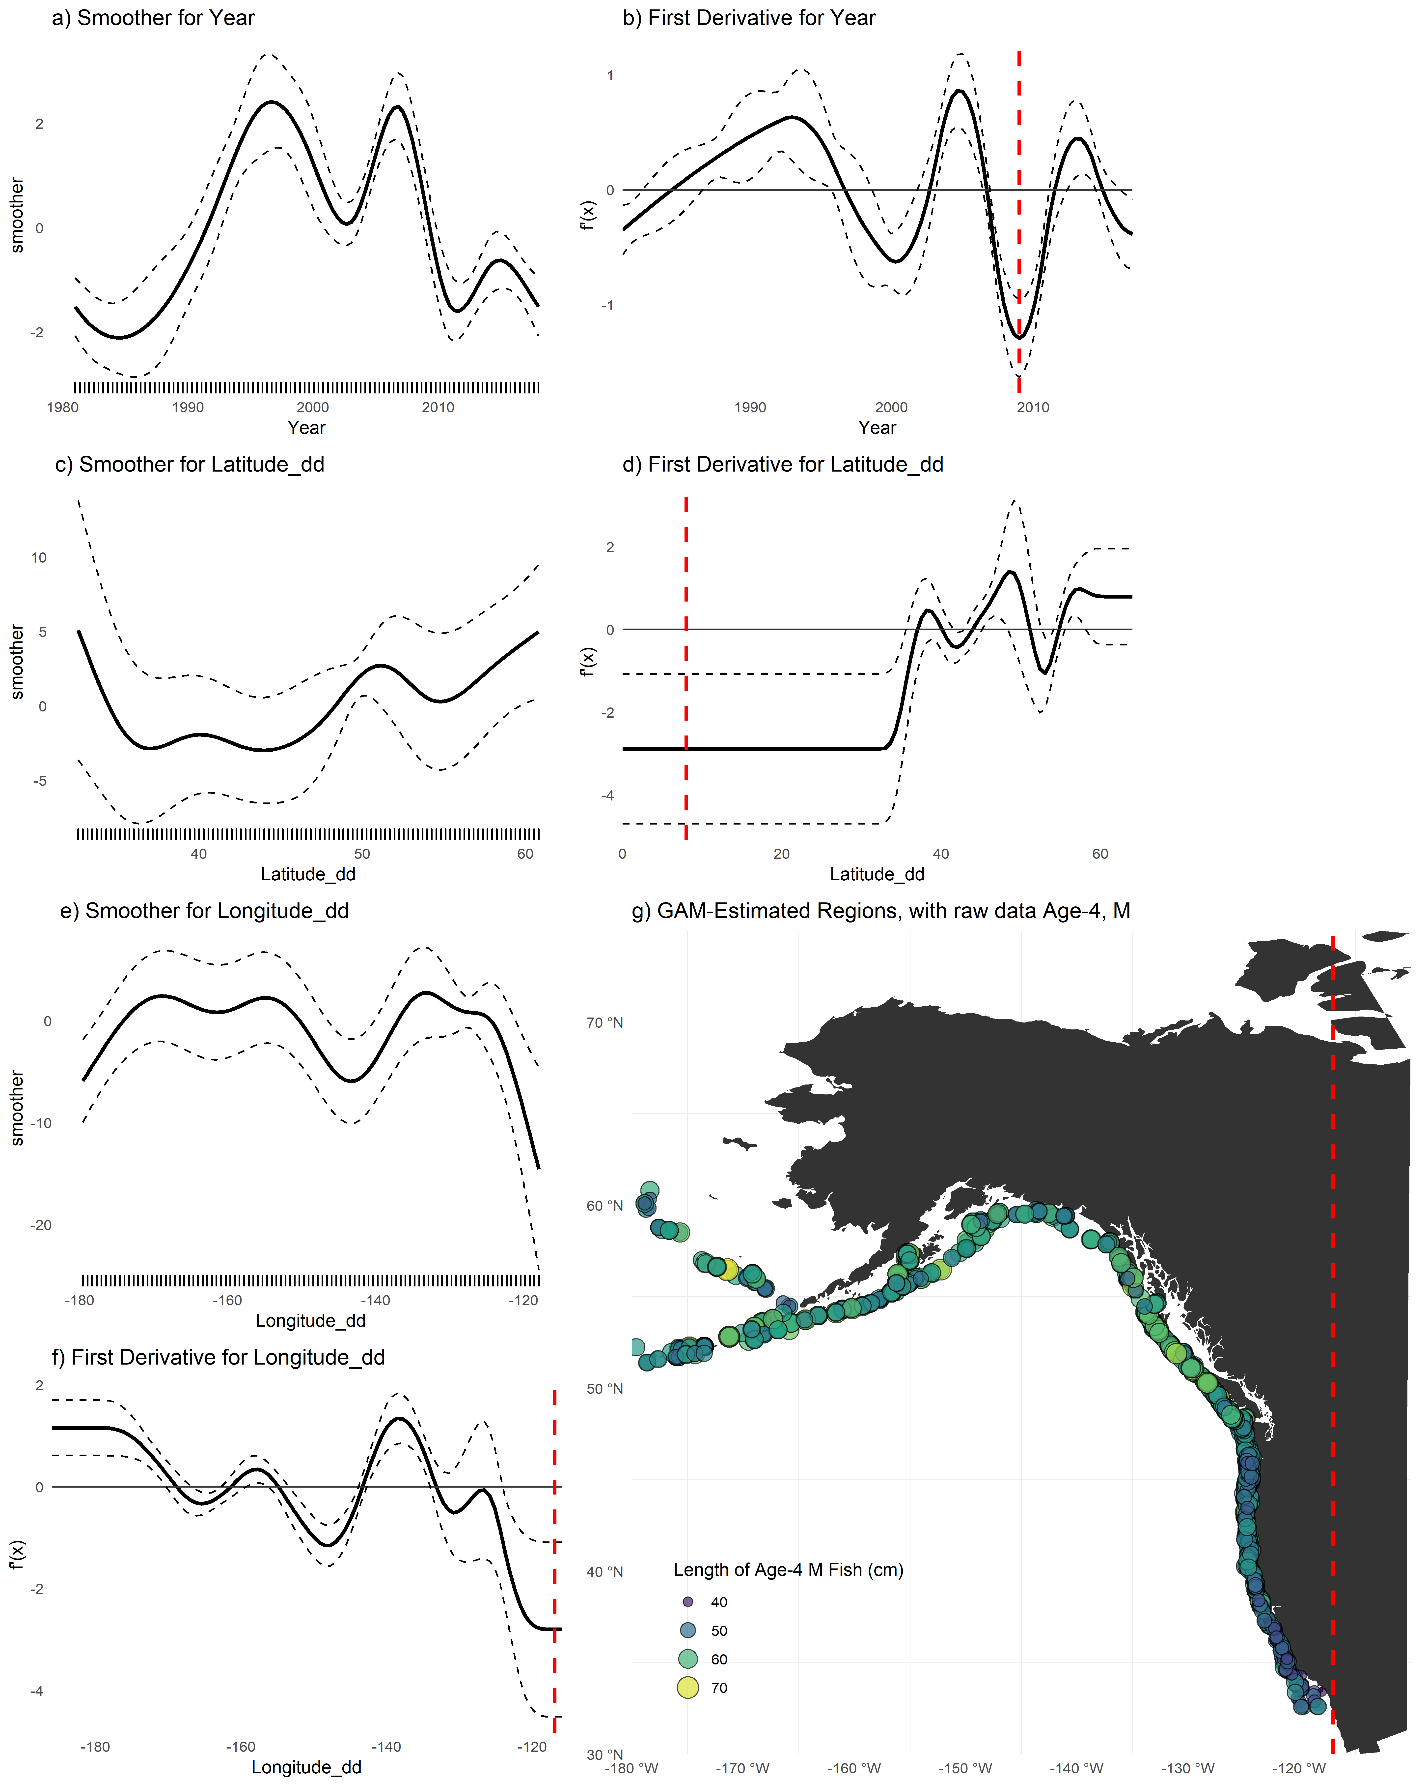 a) Smoother for Year
smoother
2
0
-2
1980 1990 2000 2010
Year
b) First Derivative for Year
f'(x)
1
0
-1
1990 2000 2010
Year
c) Smoother for Latitude_dd
smoother
10
5
0
-5
40 50 60
Latitude_dd
d) First Derivative for Latitude_dd
f'(x)
2
0
-2
-4
0 20 40 60
Latitude_dd
e) Smoother for Longitude_dd
smoother
0
-10
-20
-180 -160 -140 -120
Longitude_dd
f) First Derivative for Longitude_dd
f'(x)
2
0
-2
-4
-180 -160 -140 -120
Longitude_dd
g) GAM-Estimated Regions, with raw data Age-4, M
70 °N
60 °N
50 °N
40 °N
30 °N
Length of Age-4 M Fish (cm)
40
50
60
70
-180 °W -170 °W -160 °W -150 °W -140 °W -130 °W -120 °W